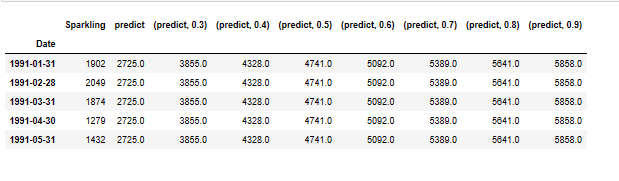 Sparkling predict (predict, 0.3) (predict, 0.4) (predict, 0.5) (predict, 0.6) (predict, 0.7) (predict, 0.8) (predict, 0.9)
Date
1991-01-31 1902 2725.0 3855.0 4328.0 4741.0 5092.0 5389.0 5641.0 5858.0
1991-02-28 2049 2725.0 3855.0 4328.0 4741.0 5092.0 5389.0 5641.0 5858.0
1991-03-31 1874 2725.0 3855.0 4328.0 4741.0 5092.0 5389.0 5641.0 5858.0
1991-04-30 1279 2725.0 3855.0 4328.0 4741.0 5092.0 5389.0 5641.0 5858.0
1991-05-31 1432 2725.0 3855.0 4328.0 4741.0 5092.0 5389.0 5641.0 5858.0